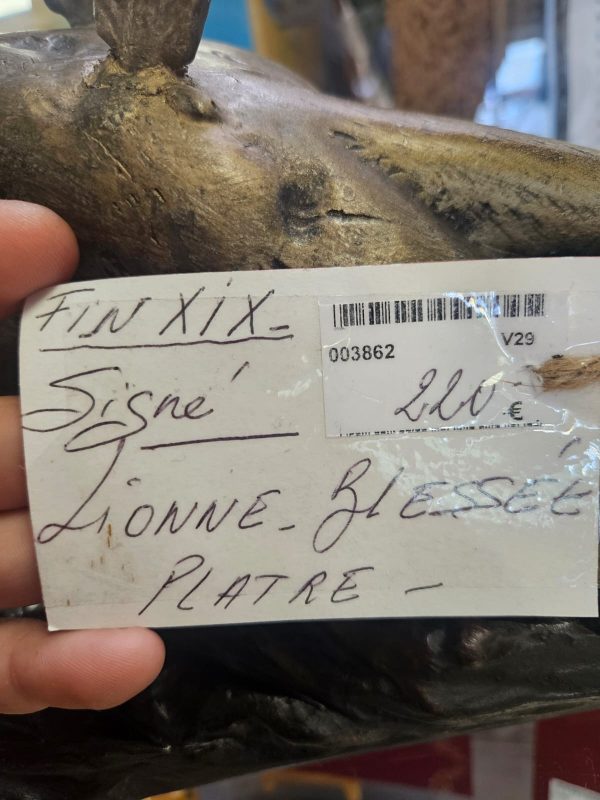 FIN XIX -
Signé
LIONNE - BLESSÉE
PLATRE -
V29
003862
220 €